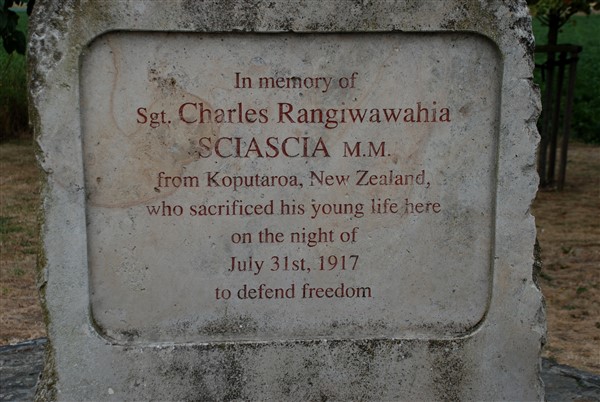 In memory of
Sgt. Charles Rangiwawahia
SCIASCIA M.M.
from Koputaroa, New Zealand,
who sacrificed his young life here
on the night of
July 31st, 1917
to defend freedom